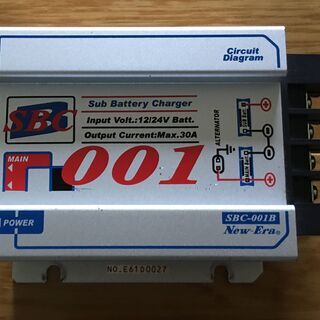 Circuit
Diagram
SBC
Sub Battery Charger
Input Volt.:12/24V Batt.
Output Current:Max.30A
ALTERNATOR
MAIN
001
POWER
SBC-001B
New-Era®
NO.E6100027